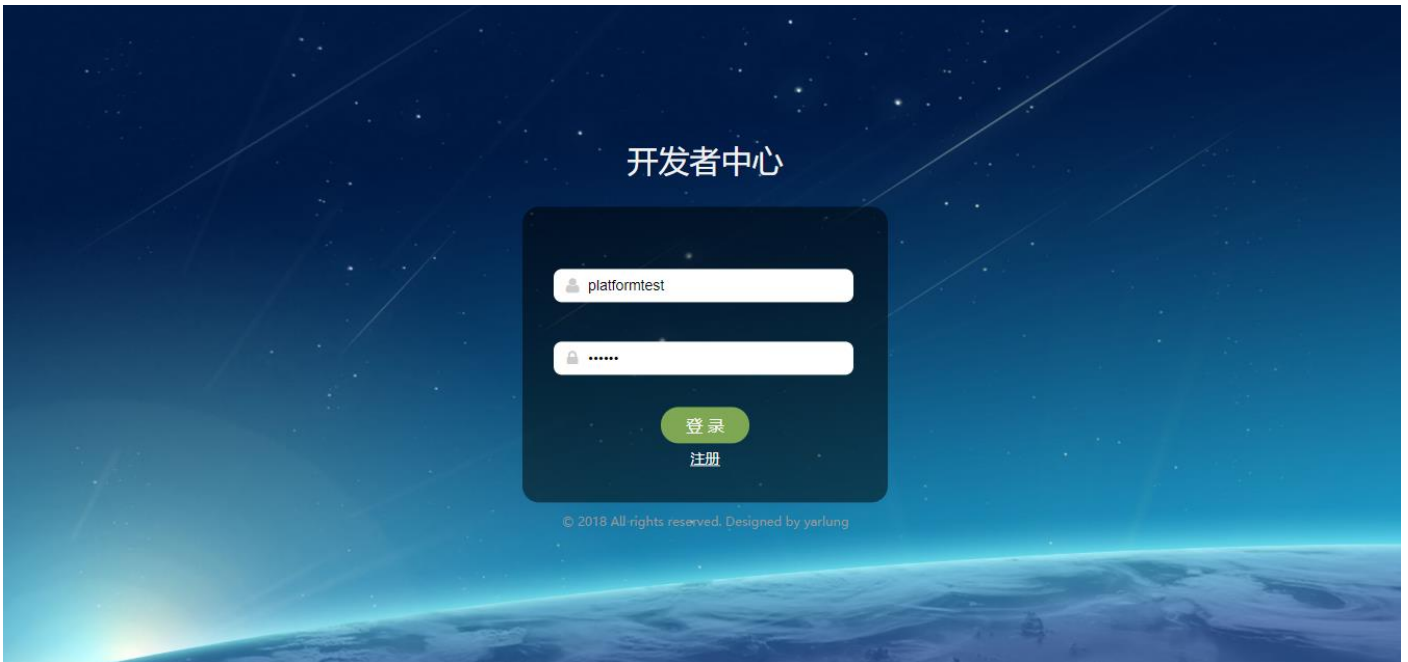 开发者中心
platformtest
••••••
登 录
注册
© 2018 All rights reserved. Designed by yarlung